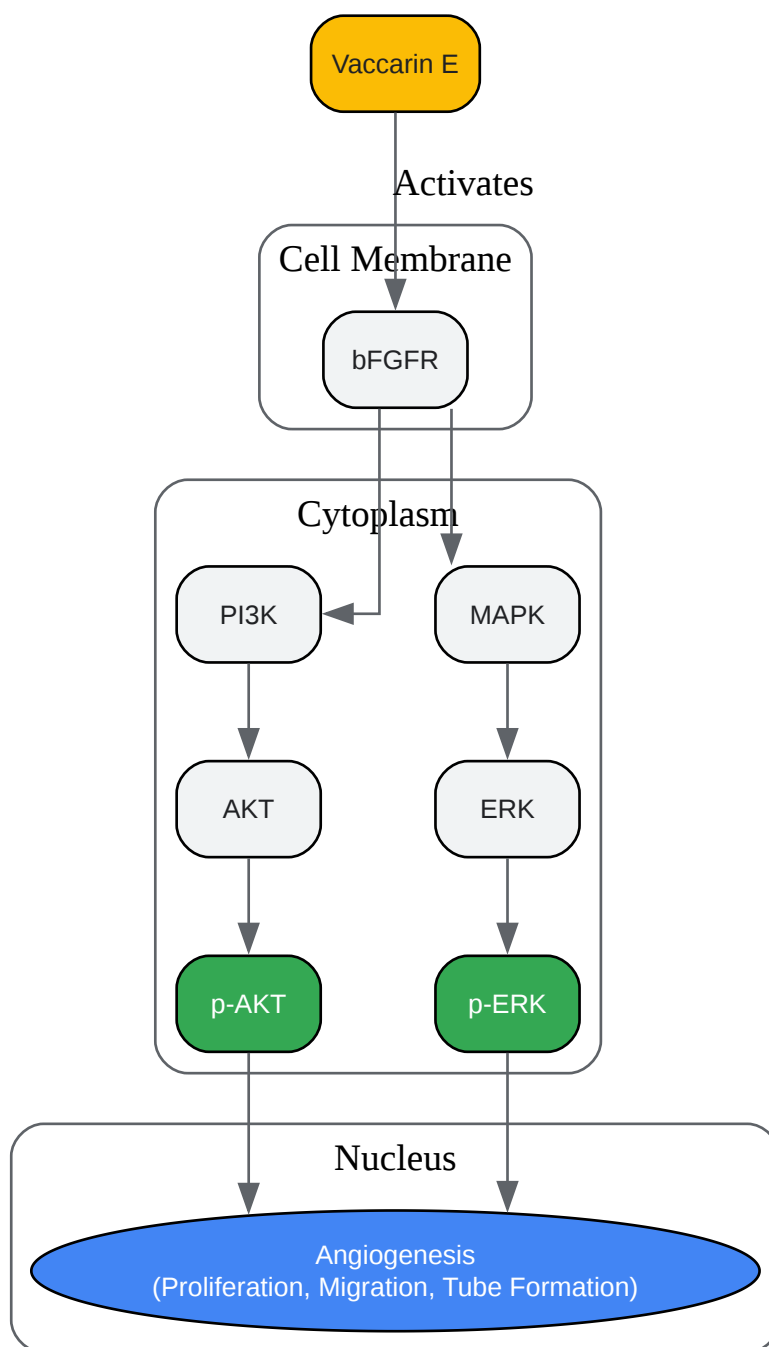 Vaccarin E
Activates
Cell Membrane
bFGFR
Cytoplasm
PI3K
MAPK
AKT
ERK
p-AKT
p-ERK
Nucleus
Angiogenesis
(Proliferation, Migration, Tube Formation)